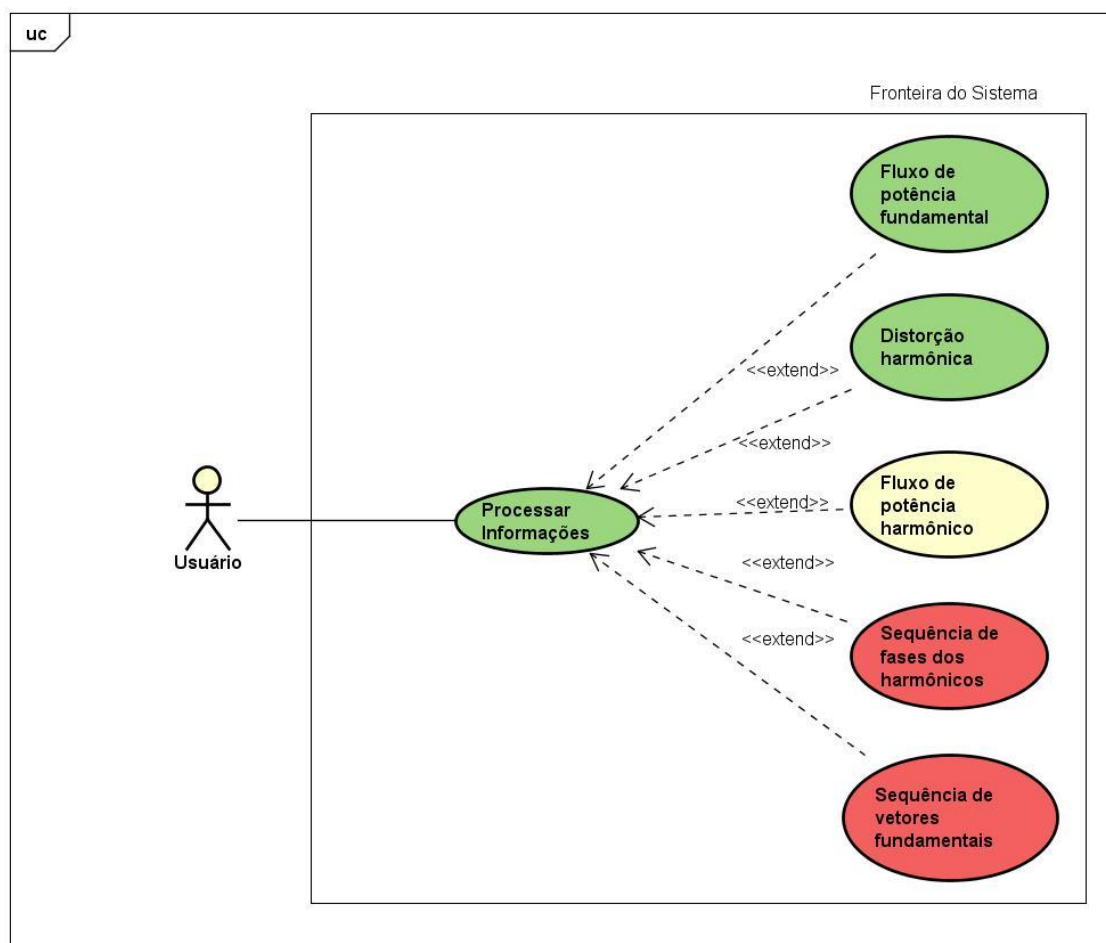 uc
Fronteira do Sistema
Fluxo de
potência
fundamental
Distorção
harmônica
<<extend>>
<<extend>>
Fluxo de
potência
harmônico
<<extend>>
Processar
Informações
Usuário
<<extend>>
Sequência de
fases dos
harmônicos
<<extend>>
Sequência de
vetores
fundamentais